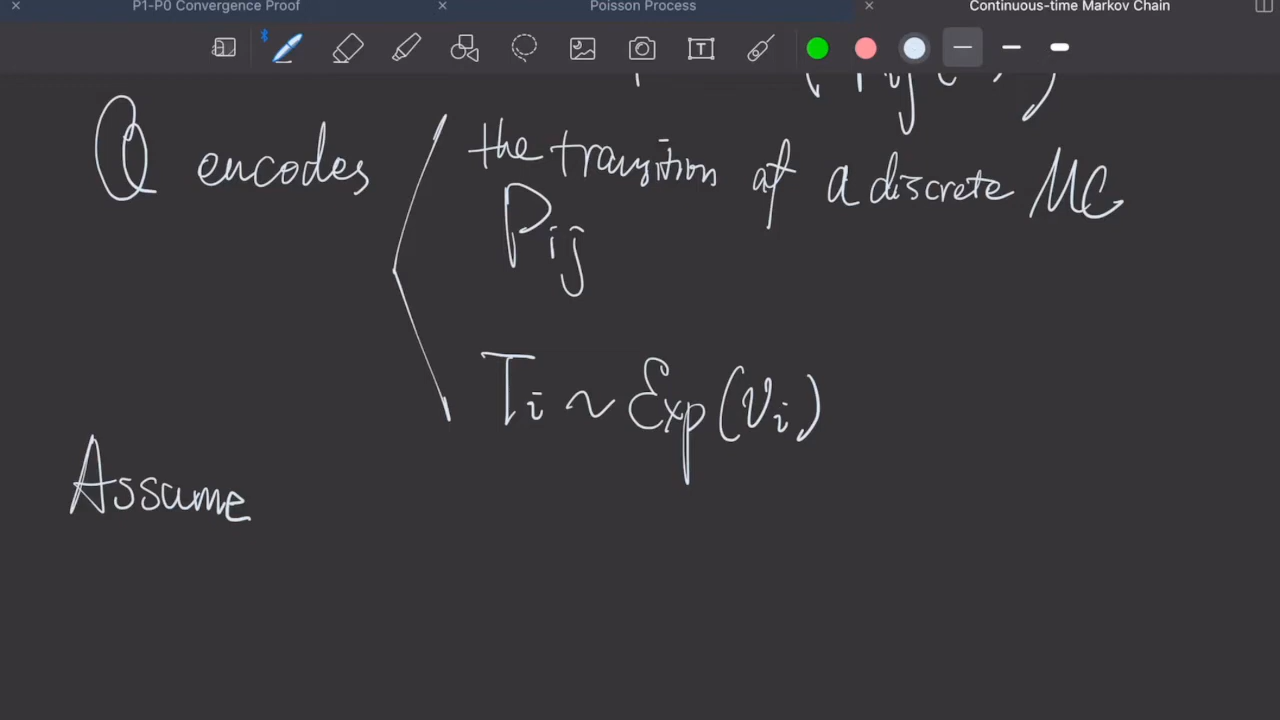 P1-P0 Convergence Proof
Poisson Process
Continuous-time Markov Chain
Q encodes
the transition of a discrete MC
Pij
Ti ~ Exp(νi)
Assume